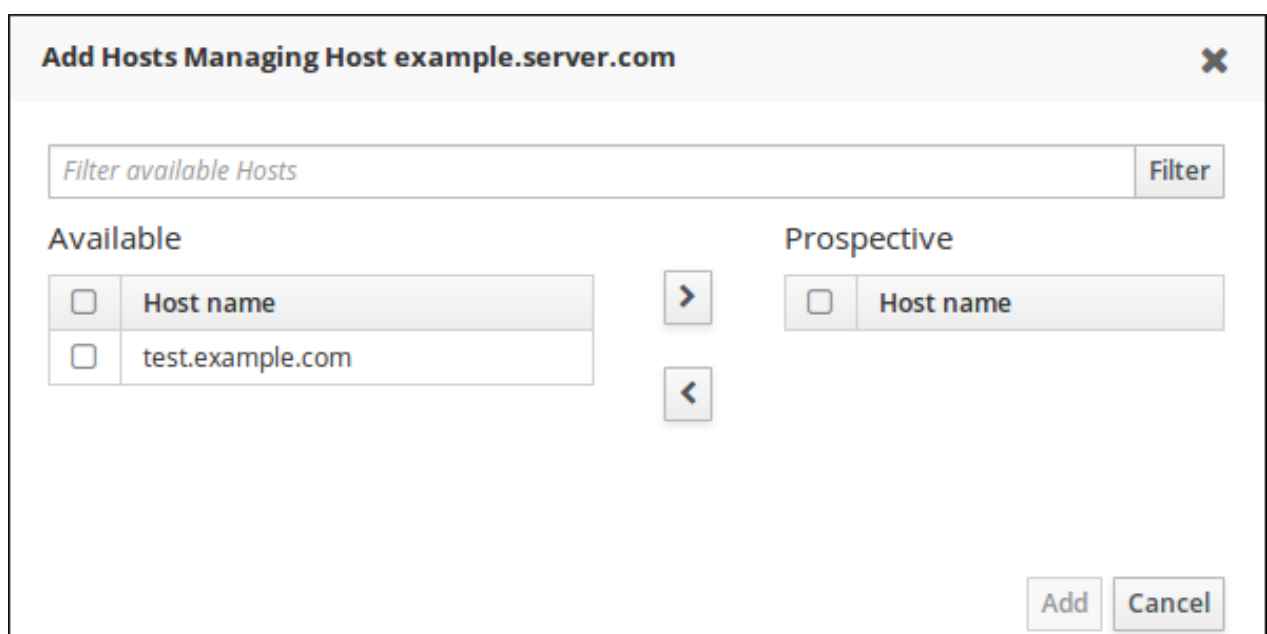 Add Hosts Managing Host example.server.com
Filter available Hosts Filter
Available Prospective
Host name Host name
test.example.com
Add Cancel